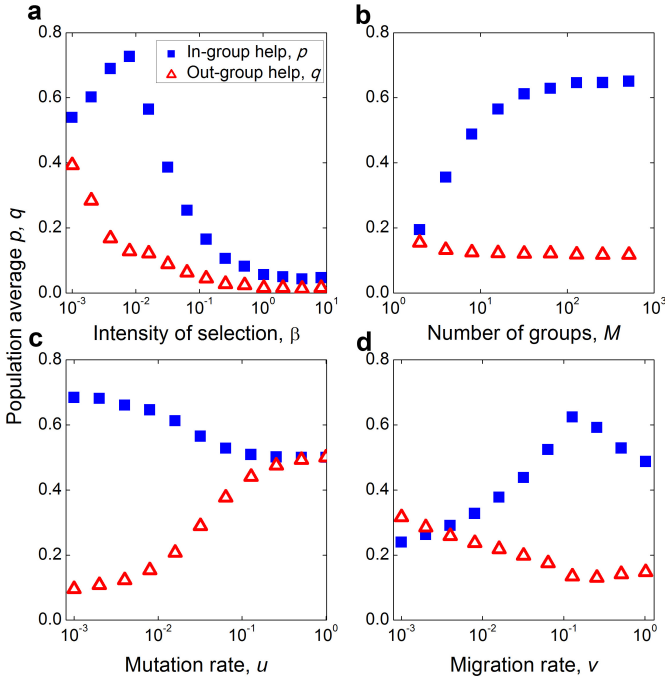 a
b
In-group help, p
Out-group help, q
0.8
0.6
0.4
0.2
0.0
10⁻³ 10⁻² 10⁻¹ 10⁰ 10¹
Intensity of selection, β
0.8
0.6
0.4
0.2
0.0
10⁰ 10¹ 10² 10³
Number of groups, M
Population average p, q
c
d
0.8
0.6
0.4
0.2
0.0
10⁻³ 10⁻² 10⁻¹ 10⁰
Mutation rate, u
0.8
0.6
0.4
0.2
0.0
10⁻³ 10⁻² 10⁻¹ 10⁰
Migration rate, v